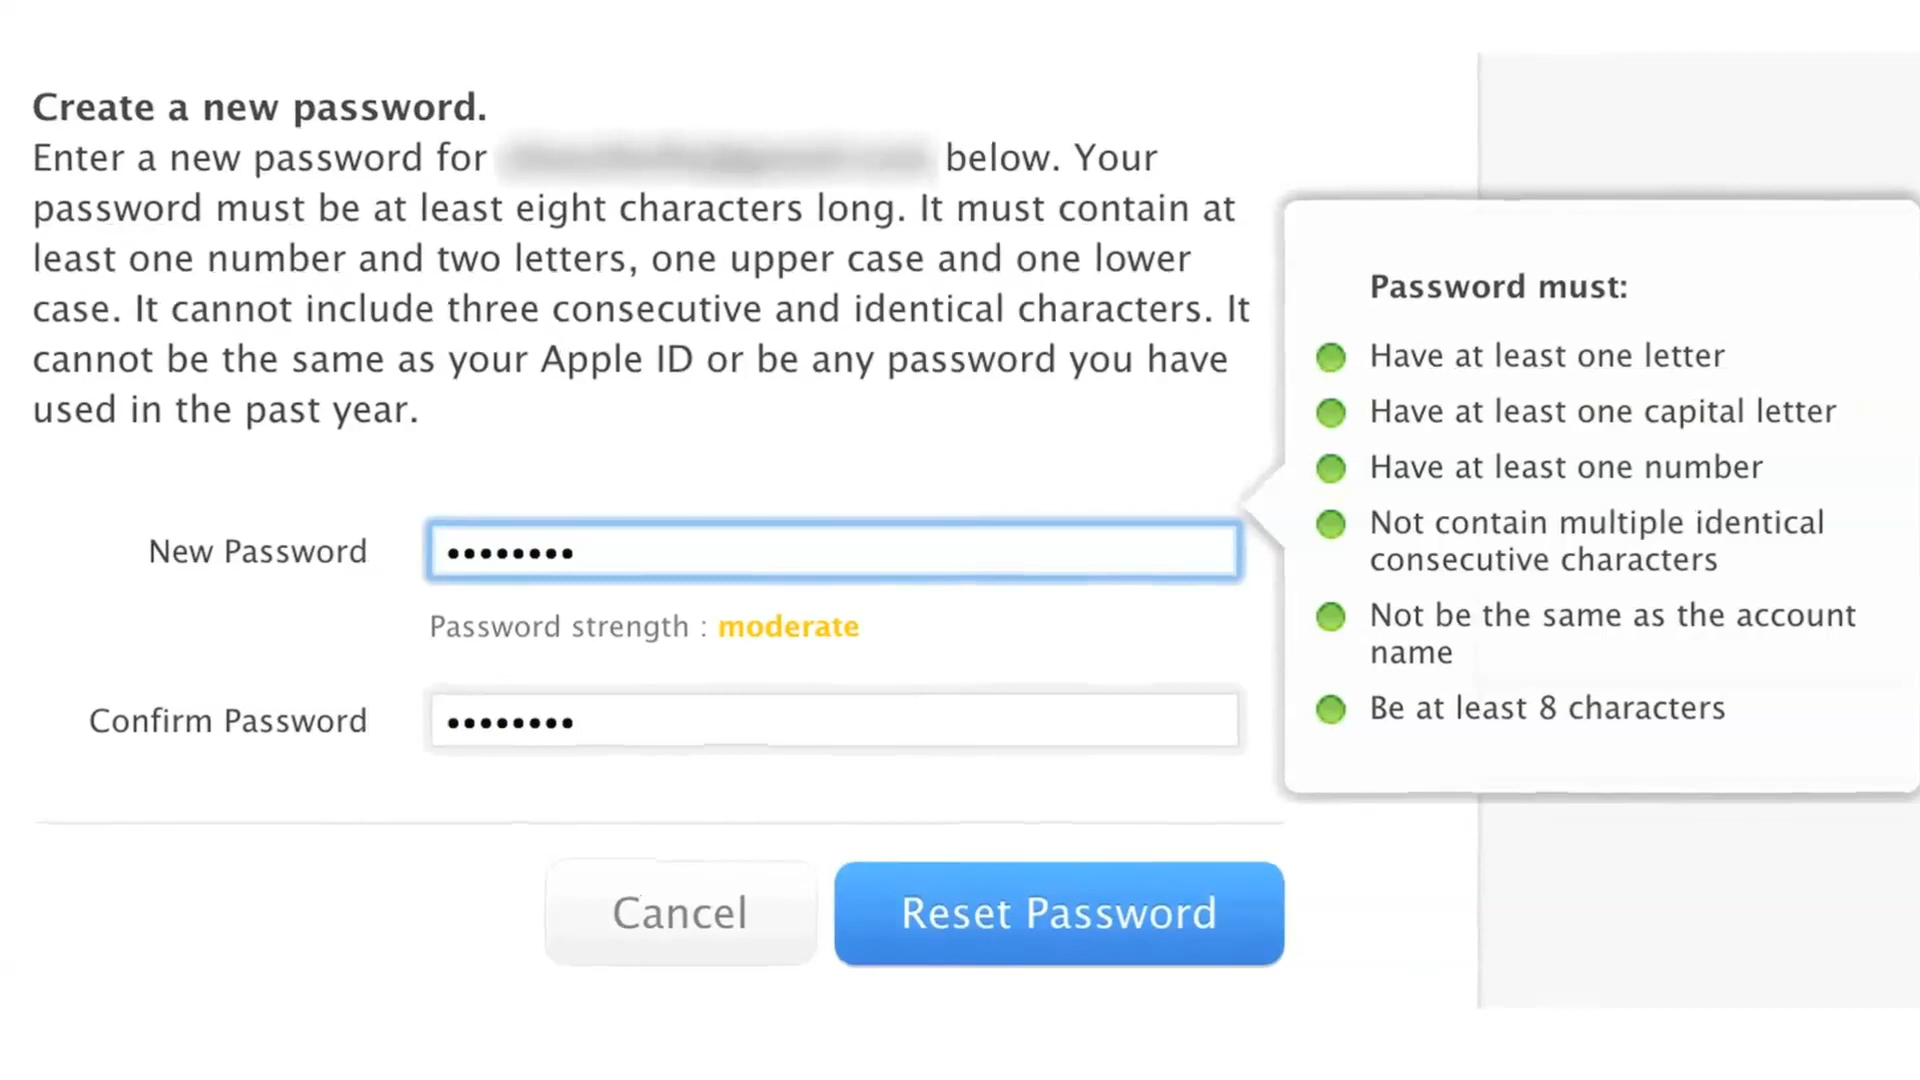 Create a new password.
Enter a new password for below. Your
password must be at least eight characters long. It must contain at
least one number and two letters, one upper case and one lower
case. It cannot include three consecutive and identical characters. It
cannot be the same as your Apple ID or be any password you have
used in the past year.
New Password ••••••••
Password strength : moderate
Confirm Password ••••••••
Cancel
Reset Password
Password must:
Have at least one letter
Have at least one capital letter
Have at least one number
Not contain multiple identical
consecutive characters
Not be the same as the account
name
Be at least 8 characters